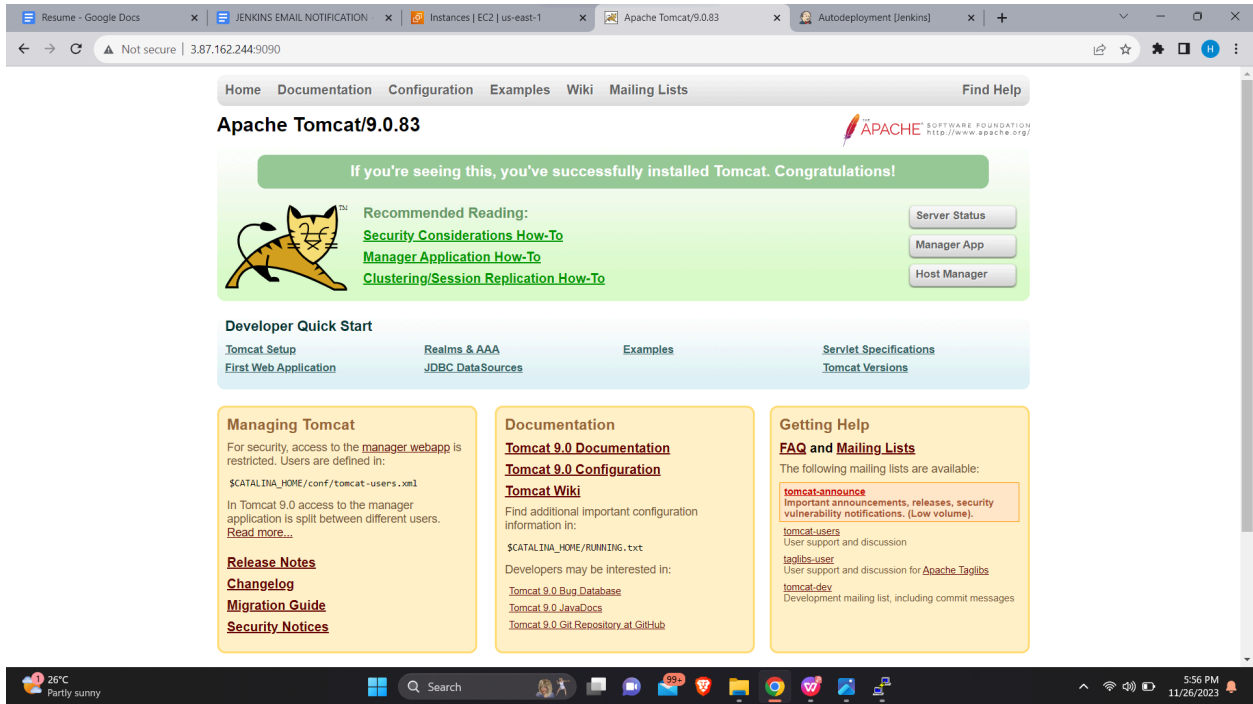 Resume - Google Docs
JENKINS EMAIL NOTIFICATION -
Instances | EC2 | us-east-1
Apache Tomcat/9.0.83
Autodeployment [Jenkins]
Not secure | 3.87.162.244:9090
H
Home Documentation Configuration Examples Wiki Mailing Lists Find Help
Apache Tomcat/9.0.83
THE APACHE SOFTWARE FOUNDATION
http://www.apache.org/
If you're seeing this, you've successfully installed Tomcat. Congratulations!
TM
Recommended Reading:
Security Considerations How-To
Manager Application How-To
Clustering/Session Replication How-To
Server Status
Manager App
Host Manager
Developer Quick Start
Tomcat Setup
First Web Application
Realms & AAA
JDBC DataSources
Examples
Servlet Specifications
Tomcat Versions
Managing Tomcat
For security, access to the manager webapp is
restricted. Users are defined in:
$CATALINA_HOME/conf/tomcat-users.xml
In Tomcat 9.0 access to the manager
application is split between different users.
Read more...
Release Notes
Changelog
Migration Guide
Security Notices
Documentation
Tomcat 9.0 Documentation
Tomcat 9.0 Configuration
Tomcat Wiki
Find additional important configuration
information in:
$CATALINA_HOME/RUNNING.txt
Developers may be interested in:
Tomcat 9.0 Bug Database
Tomcat 9.0 JavaDocs
Tomcat 9.0 Git Repository at GitHub
Getting Help
FAQ and Mailing Lists
The following mailing lists are available:
tomcat-announce
Important announcements, releases, security
vulnerability notifications. (Low volume).
tomcat-users
User support and discussion
taglibs-user
User support and discussion for Apache Taglibs
tomcat-dev
Development mailing list, including commit messages
1
26°C
Partly sunny
Search
99+
5:56 PM
11/26/2023